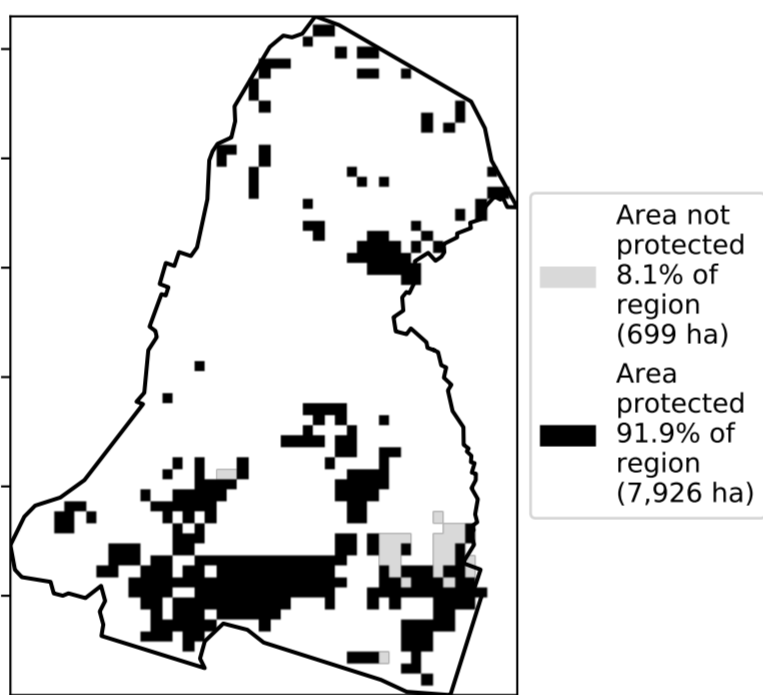 Area not
protected
8.1% of
region
(699 ha)
Area
protected
91.9% of
region
(7,926 ha)